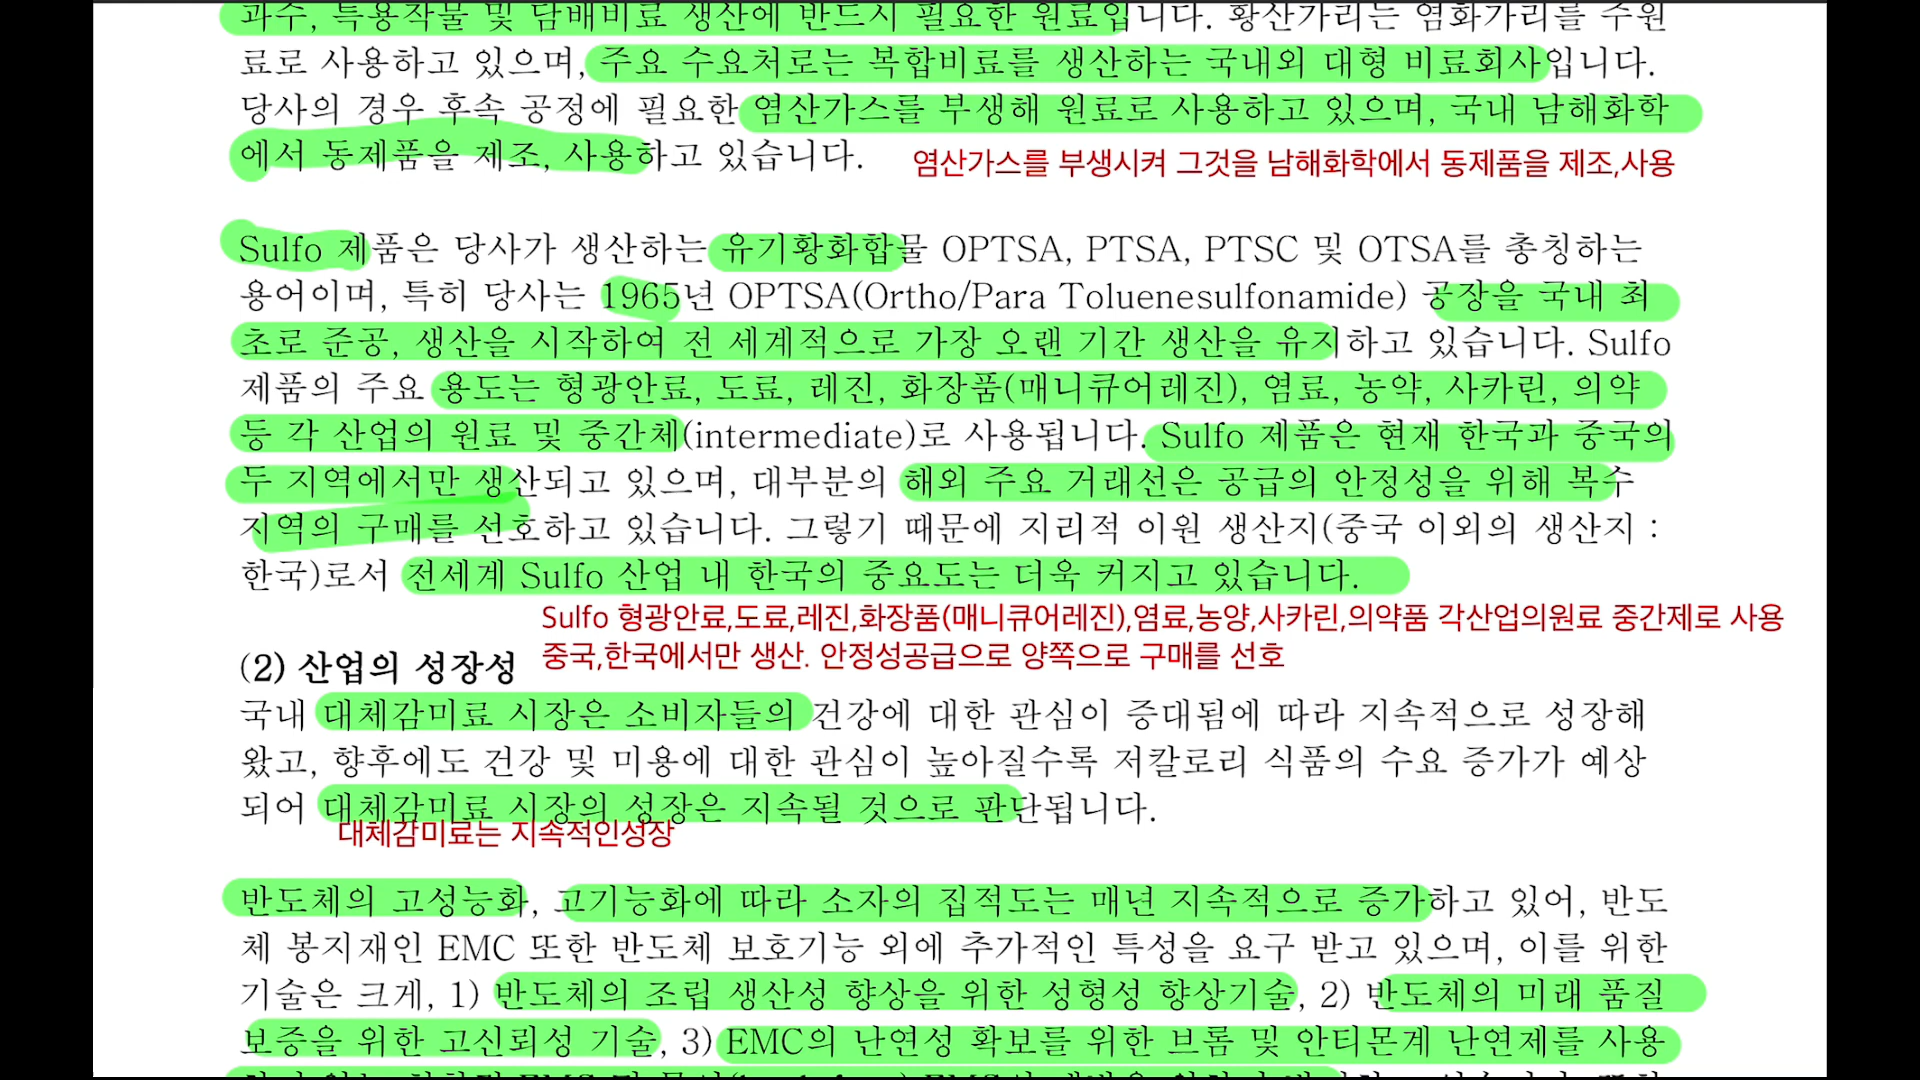 과수, 특용작물 및 담배비료 생산에 반드시 필요한 원료입니다. 황산가리는 염화가리를 주원
료로 사용하고 있으며, 주요 수요처로는 복합비료를 생산하는 국내외 대형 비료회사입니다.
당사의 경우 후속 공정에 필요한 염산가스를 부생해 원료로 사용하고 있으며, 국내 남해화학
에서 동제품을 제조, 사용하고 있습니다.
염산가스를 부생시켜 그것을 남해화학에서 동제품을 제조,사용
Sulfo 제품은 당사가 생산하는 유기황화합물 OPTSA, PTSA, PTSC 및 OTSA를 총칭하는
용어이며, 특히 당사는 1965년 OPTSA(Ortho/Para Toluenesulfonamide) 공장을 국내 최
초로 준공, 생산을 시작하여 전 세계적으로 가장 오랜 기간 생산을 유지하고 있습니다. Sulfo
제품의 주요 용도는 형광안료, 도료, 레진, 화장품(매니큐어레진), 염료, 농약, 사카린, 의약
등 각 산업의 원료 및 중간체(intermediate)로 사용됩니다. Sulfo 제품은 현재 한국과 중국의
두 지역에서만 생산되고 있으며, 대부분의 해외 주요 거래선은 공급의 안정성을 위해 복수
지역의 구매를 선호하고 있습니다. 그렇기 때문에 지리적 이원 생산지(중국 이외의 생산지 :
한국)로서 전세계 Sulfo 산업 내 한국의 중요도는 더욱 커지고 있습니다.
Sulfo 형광안료,도료,레진,화장품(매니큐어레진),염료,농양,사카린,의약품 각산업의원료 중간제로 사용
중국,한국에서만 생산. 안정성공급으로 양쪽으로 구매를 선호
(2) 산업의 성장성
국내 대체감미료 시장은 소비자들의 건강에 대한 관심이 증대됨에 따라 지속적으로 성장해
왔고, 향후에도 건강 및 미용에 대한 관심이 높아질수록 저칼로리 식품의 수요 증가가 예상
되어 대체감미료 시장의 성장은 지속될 것으로 판단됩니다.
대체감미료는 지속적인성장
반도체의 고성능화, 고기능화에 따라 소자의 집적도는 매년 지속적으로 증가하고 있어, 반도
체 봉지재인 EMC 또한 반도체 보호기능 외에 추가적인 특성을 요구 받고 있으며, 이를 위한
기술은 크게, 1) 반도체의 조립 생산성 향상을 위한 성형성 향상기술, 2) 반도체의 미래 품질
보증을 위한 고신뢰성 기술, 3) EMC의 난연성 확보를 위한 브롬 및 안티몬계 난연제를 사용